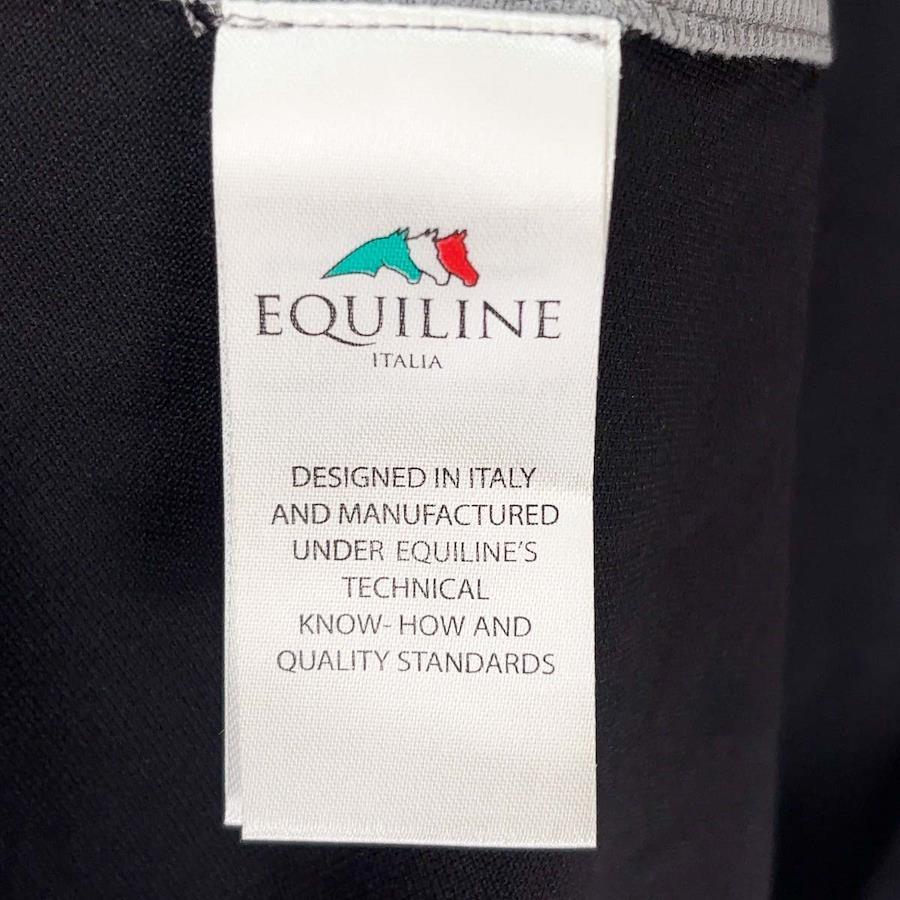 EQUILINE
ITALIA
DESIGNED IN ITALY
AND MANUFACTURED
UNDER EQUILINE'S
TECHNICAL
KNOW- HOW AND
QUALITY STANDARDS